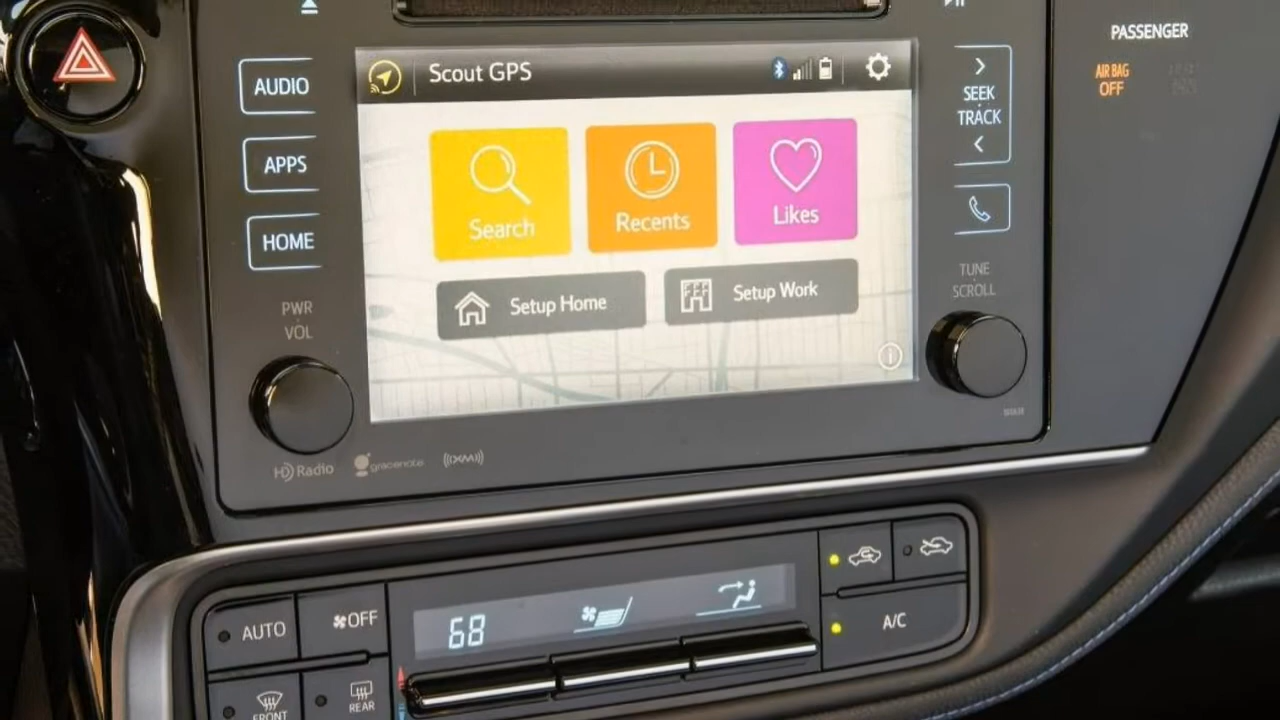 PASSENGER
AIR BAG
OFF
Scout GPS
AUDIO
APPS
HOME
PWR
VOL
Search
Recents
Likes
Setup Home
Setup Work
SEEK
TRACK
TUNE
SCROLL
HD Radio
gracenote
((XM))
68
AUTO
OFF
FRONT
REAR
A/C